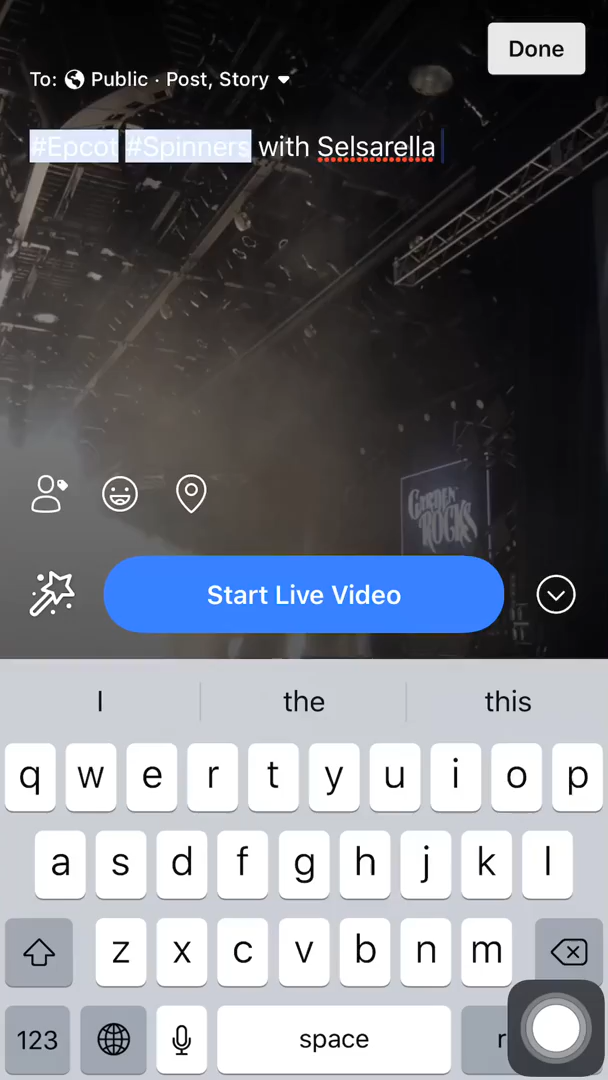 Done
To: Public · Post, Story
#Epcot #Spinners with Selsarella
GARDEN
ROCKS
Start Live Video
I the this
q w e r t y u i o p
a s d f g h j k l
z x c v b n m
123 space r